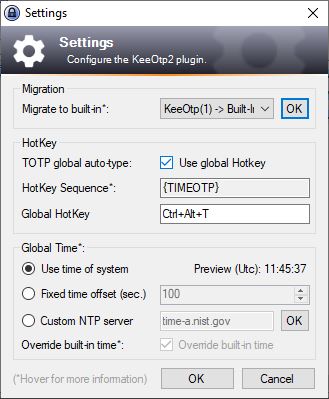 Settings
Settings
Configure the KeeOtp2 plugin.
Migration
Migrate to built-in*: KeeOtp(1) -> Built-In OK
HotKey
TOTP global auto-type: Use global Hotkey
HotKey Sequence*: {TIMEOTP}
Global HotKey Ctrl+Alt+T
Global Time*:
Use time of system Preview (Utc): 11:45:37
Fixed time offset (sec.) 100
Custom NTP server time-a.nist.gov OK
Override built-in time*: Override built-in time
(*Hover for more information) OK Cancel